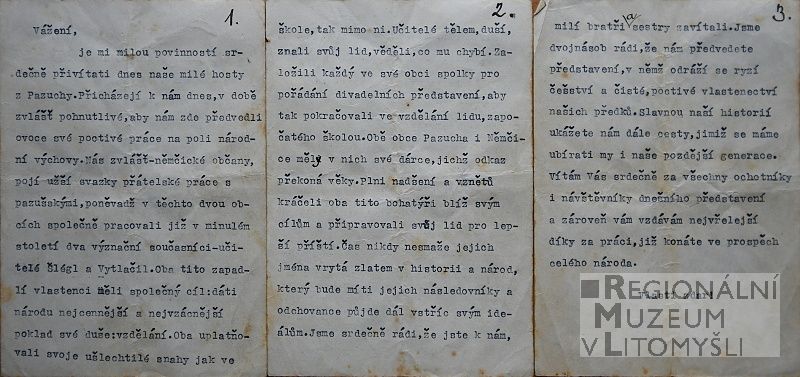 1.
Vážení,
je mi milou povinností sr-
dečně přivítati dnes naše milé hosty
z Pazuchy.Přicházejí k nám dnes,v době
zvlášť pohnutlivé,aby nám zde předvedli
ovoce své poctivé práce na poli národ-
ní výchovy.Nás zvlášť-němčické občany,
pojí užší svazky přátelské práce s
pazušskými,poněvadž v těchto dvou ob-
cích společně pracovali již v minulém
století dva význační současníci-uči-
telé Šlégl a Vytlačil.Oba tito zapad-
lí vlastenci měli společný cíl:dáti
národu nejcennější a nejvzácnější
poklad své duše:vzdělání.Oba uplatňo-
vali svoje ušlechtilé snahy jak ve
2.
škole,tak mimo ni.Učitelé tělem,duší,
znali svůj lid,věděli,co mu chybí.Za-
ložili každý ve své obci spolky pro
pořádání divadelních představení,aby
tak pokračovali ve vzdělání lidu,zapo-
čatého školou.Obě obce Pazucha i Němči-
ce měly v nich své dárce,jichž odkaz
překoná věky.Plni nadšení a vznětů
kráčeli oba tito bohatýři blíž svým
cílům a připravovali svůj lid pro lep-
ší příští.Čas nikdy nesmaže jejich
jména vrytá zlatem v historii a národ,
který bude míti jejich následovníky a
odchovance půjde dál vstříc svým ide-
álům.Jsme srdečně rádi,že jste k nám,
3.
milí bratři a sestry zavítali.Jsme
dvojnásob rádi,že nám předvedete
představení,v němž odráží se ryzí
češství a čisté,poctivé vlastenectví
našich předků.Slavnou naší historií
ukážete nám dále cesty,jimiž se máme
ubírati my i naše pozdější generace.
Vítám Vás srdečně za všechny ochotníky
i návštěvníky dnečního představení
a zároveň vám vzdávám nejvřelejší
díky za práci,již konáte ve prospěch
celého národa.
REGIONÁLNÍ
MUZEUM
V LITOMYŠLI